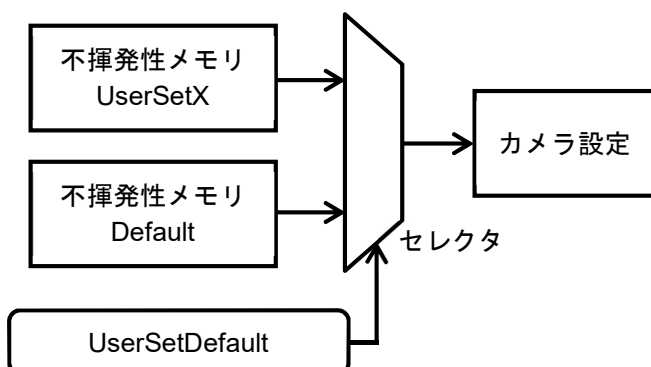 不揮発性メモリ
UserSetX
カメラ設定
不揮発性メモリ
Default
セレクタ
UserSetDefault